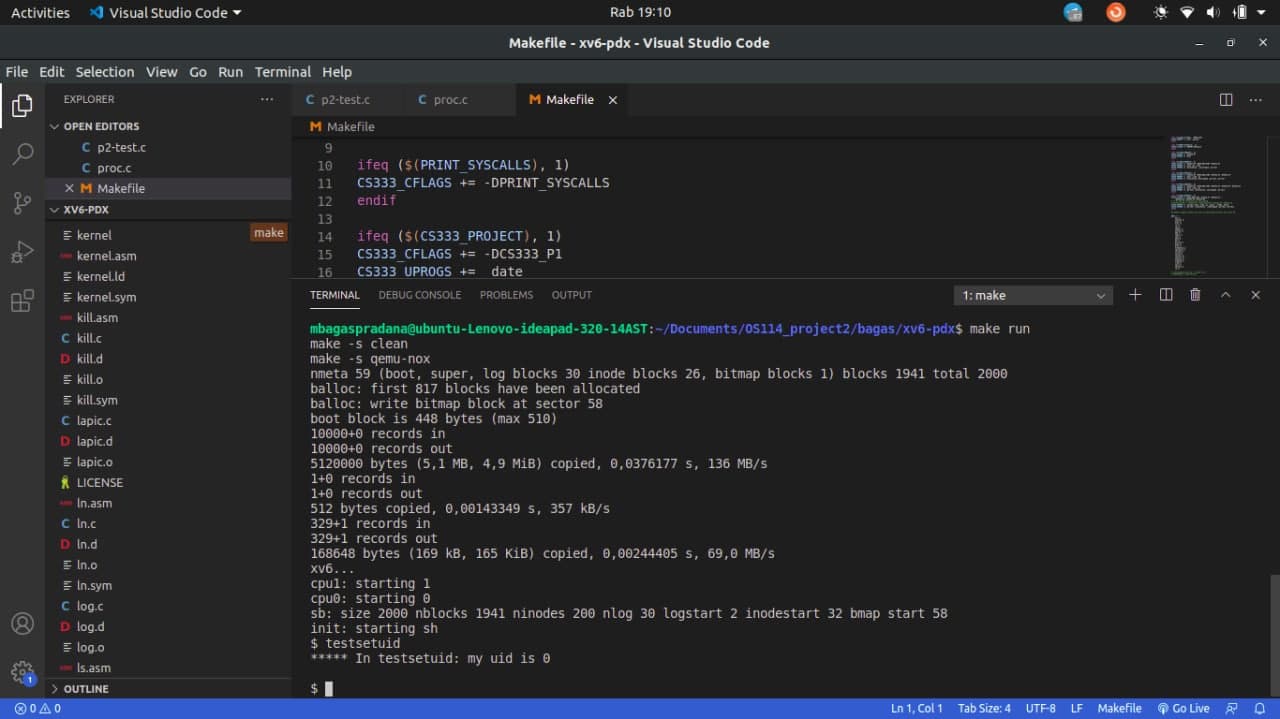 Activities Visual Studio Code Rab 19:10
Makefile - xv6-pdx - Visual Studio Code
File Edit Selection View Go Run Terminal Help
EXPLORER
OPEN EDITORS
C p2-test.c
C proc.c
M Makefile
XV6-PDX
kernel make
kernel.asm
kernel.ld
kernel.sym
kill.asm
C kill.c
D kill.d
kill.o
kill.sym
C lapic.c
D lapic.d
lapic.o
LICENSE
ln.asm
C ln.c
D ln.d
ln.o
ln.sym
C log.c
D log.d
log.o
ls.asm
OUTLINE
C p2-test.c C proc.c M Makefile
M Makefile
9
10 ifeq ($(PRINT_SYSCALLS), 1)
11 CS333_CFLAGS += -DPRINT_SYSCALLS
12 endif
13
14 ifeq ($(CS333_PROJECT), 1)
15 CS333_CFLAGS += -DCS333_P1
16 CS333_UPROGS += _date
TERMINAL DEBUG CONSOLE PROBLEMS OUTPUT 1: make
mbagaspradana@ubuntu-Lenovo-ideapad-320-14AST:~/Documents/OS114_project2/bagas/xv6-pdx$ make run
make -s clean
make -s qemu-nox
nmeta 59 (boot, super, log blocks 30 inode blocks 26, bitmap blocks 1) blocks 1941 total 2000
balloc: first 817 blocks have been allocated
balloc: write bitmap block at sector 58
boot block is 448 bytes (max 510)
10000+0 records in
10000+0 records out
5120000 bytes (5,1 MB, 4,9 MiB) copied, 0,0376177 s, 136 MB/s
1+0 records in
1+0 records out
512 bytes copied, 0,00143349 s, 357 kB/s
329+1 records in
329+1 records out
168648 bytes (169 kB, 165 KiB) copied, 0,00244405 s, 69,0 MB/s
xv6...
cpu1: starting 1
cpu0: starting 0
sb: size 2000 nblocks 1941 ninodes 200 nlog 30 logstart 2 inodestart 32 bmap start 58
init: starting sh
$ testsetuid
***** In testsetuid: my uid is 0
$
1
0 0 Ln 1, Col 1 Tab Size: 4 UTF-8 LF Makefile Go Live